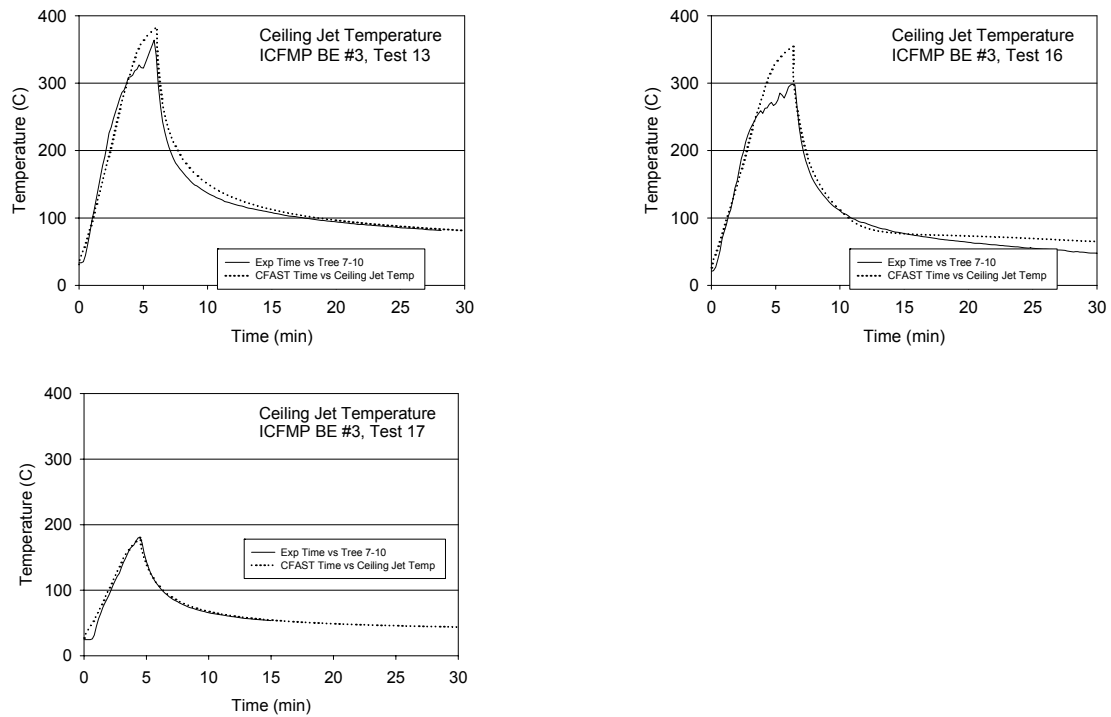 Ceiling Jet Temperature
ICFMP BE #3, Test 13
Temperature (C)
400
300
200
100
0
Exp Time vs Tree 7-10
CFAST Time vs Ceiling Jet Temp
0 5 10 15 20 25 30
Time (min)
Ceiling Jet Temperature
ICFMP BE #3, Test 16
Temperature (C)
400
300
200
100
0
Exp Time vs Tree 7-10
CFAST Time vs Ceiling Jet Temp
0 5 10 15 20 25 30
Time (min)
Ceiling Jet Temperature
ICFMP BE #3, Test 17
Temperature (C)
400
300
200
100
0
Exp Time vs Tree 7-10
CFAST Time vs Ceiling Jet Temp
0 5 10 15 20 25 30
Time (min)